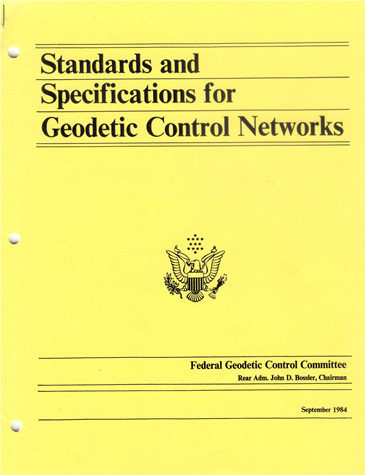 Standards and
Specifications for
Geodetic Control Networks
Federal Geodetic Control Committee
Rear Adm. John D. Bossler, Chairman
September 1984